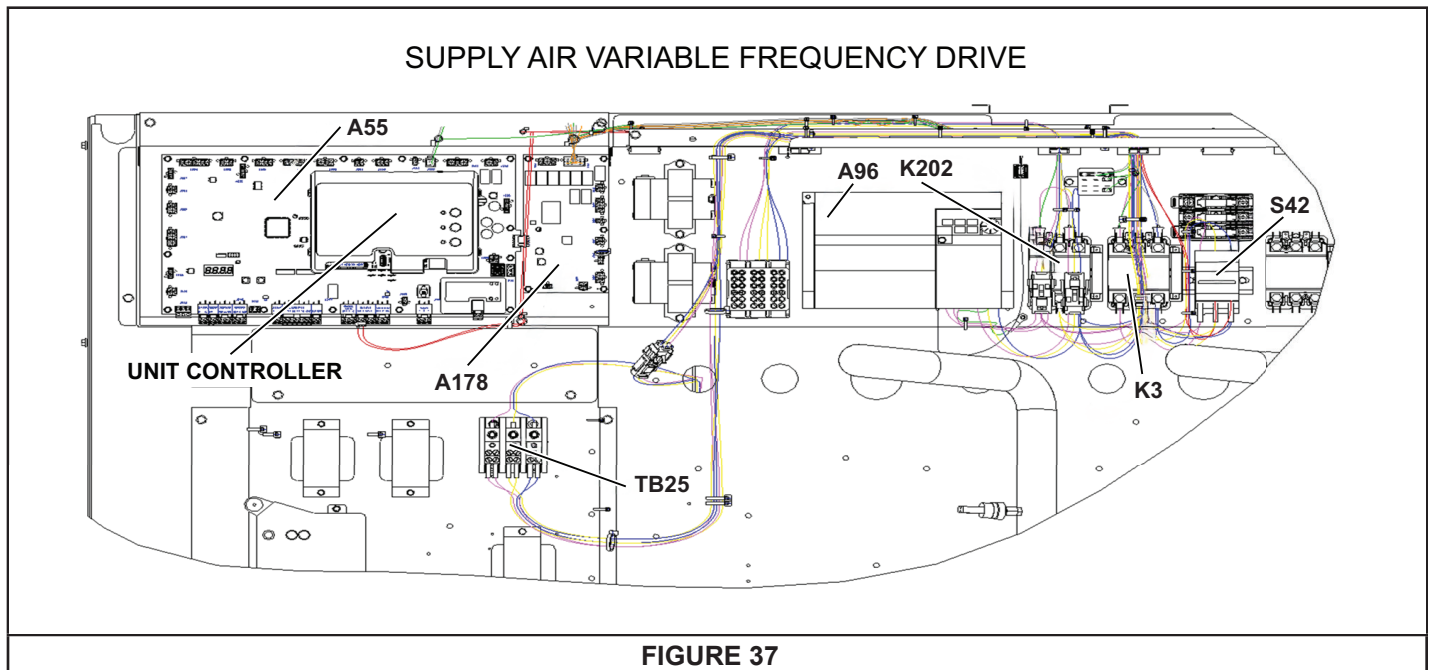 SUPPLY AIR VARIABLE FREQUENCY DRIVE
A55
A96
K202
S42
UNIT CONTROLLER
A178
K3
TB25
FIGURE 37